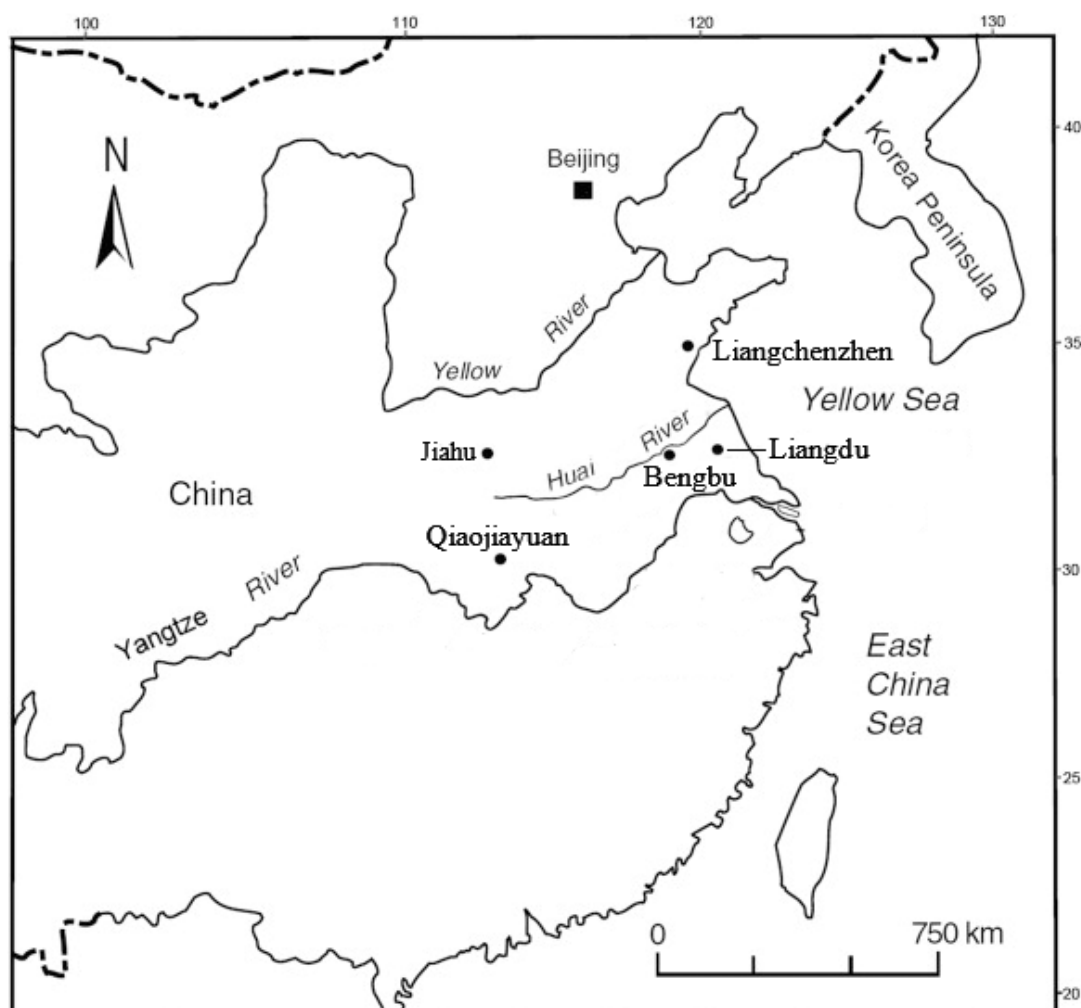 100 110 120 130
40
N
Beijing
Korea Peninsula
River
35
Liangchenzhen
Yellow
Yellow Sea
Jiahu
River
Liangdu
Huai
Bengbu
China
Qiaojiayuan
30
River
Yangtze
East
China
Sea
25
0 750 km
20